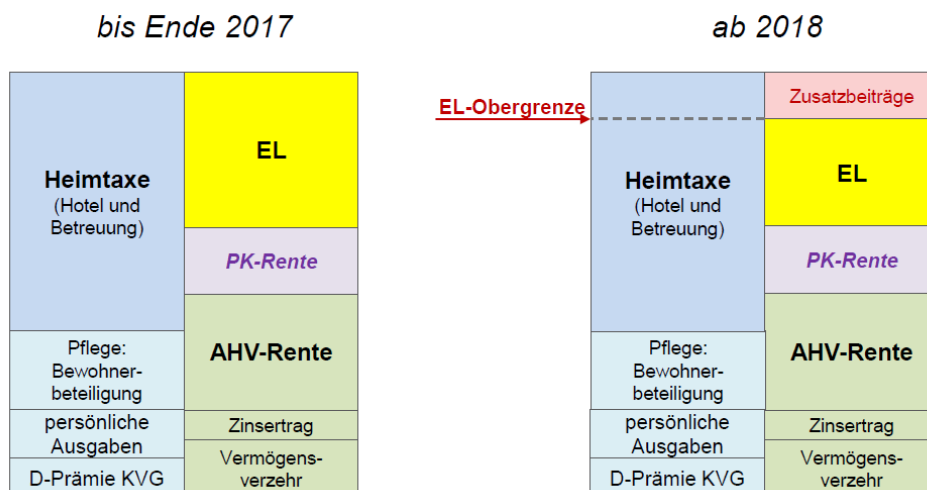 bis Ende 2017
Heimtaxe
(Hotel und
Betreuung)
Pflege:
Bewohner-
beteiligung
persönliche
Ausgaben
D-Prämie KVG
EL
PK-Rente
AHV-Rente
Zinsertrag
Vermögens-
verzehr
ab 2018
EL-Obergrenze
Heimtaxe
(Hotel und
Betreuung)
Pflege:
Bewohner-
beteiligung
persönliche
Ausgaben
D-Prämie KVG
Zusatzbeiträge
EL
PK-Rente
AHV-Rente
Zinsertrag
Vermögens-
verzehr